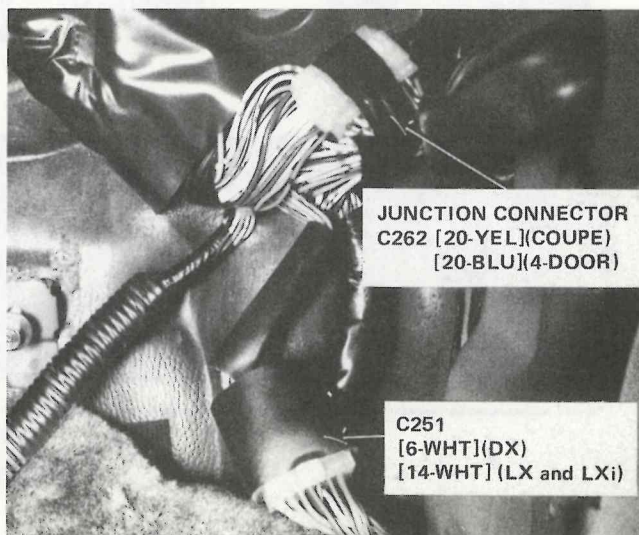 JUNCTION CONNECTOR
C262 [20-YEL](COUPE)
[20-BLU](4-DOOR)
C251
[6-WHT](DX)
[14-WHT] (LX and LXi)